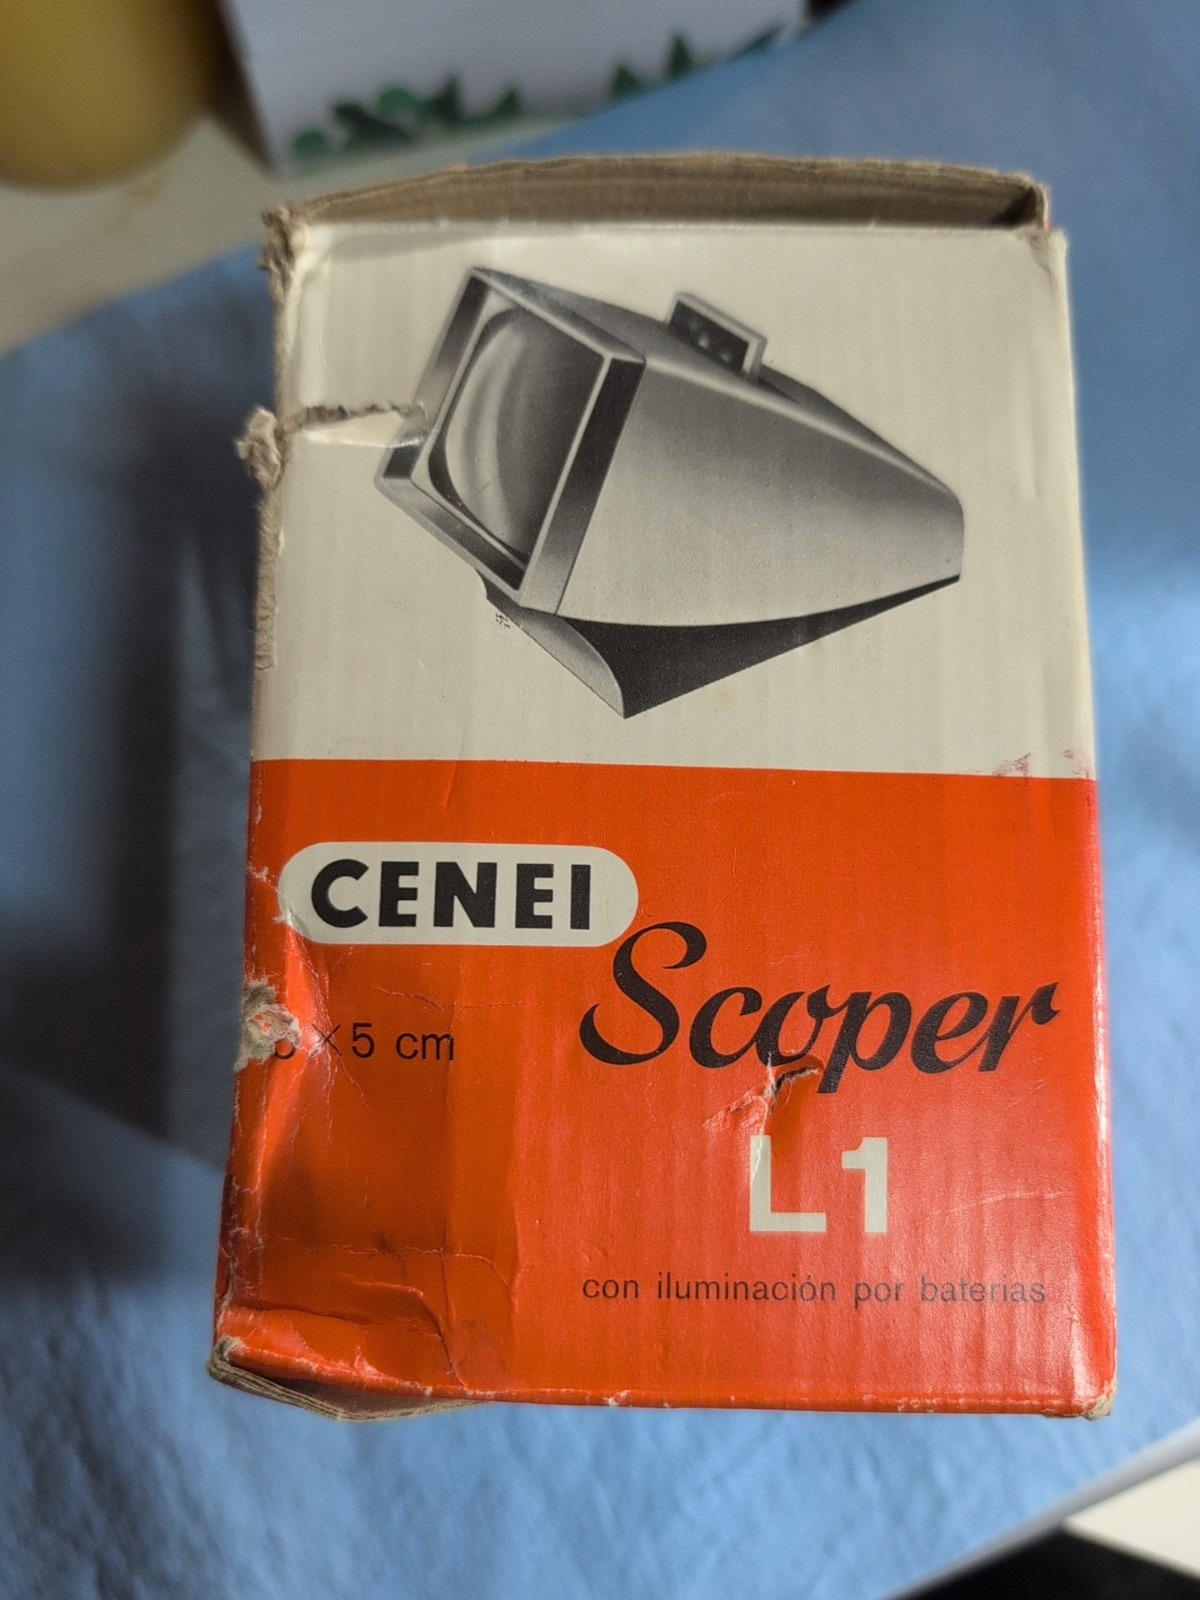 CENEI
Scoper
× 5 cm
L1
con iluminación por baterias